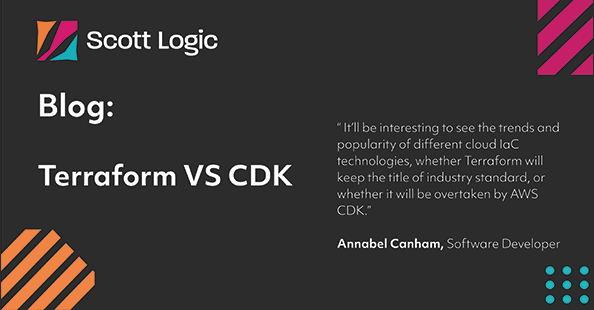 Scott Logic
Blog:
Terraform VS CDK
“ It’ll be interesting to see the trends and
popularity of different cloud IaC
technologies, whether Terraform will
keep the title of industry standard, or
whether it will be overtaken by AWS
CDK.”
Annabel Canham, Software Developer